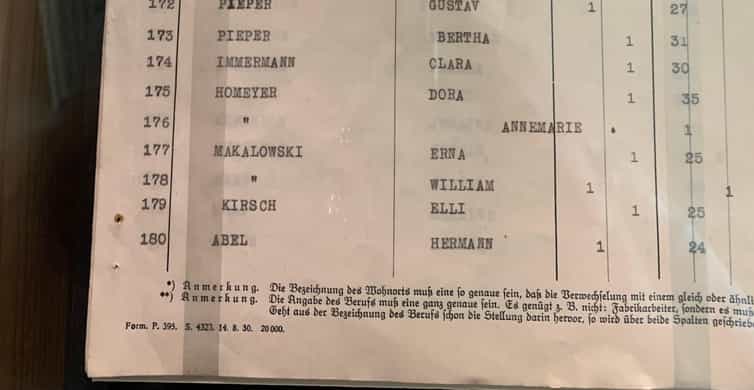 172 PIEPER GUSTAV 1 27
173 PIEPER BERTHA 1 31
174 IMMERMANN CLARA 1 30
175 HOMEYER DORA 1 35
176 " ANNEMARIE 1
177 MAKALOWSKI ERNA 1 25
178 " WILLIAM 1 1
179 KIRSCH ELLI 1 25
180 ABEL HERMANN 1 24
*) Anmerkung. Die Bezeichnung des Wohnorts muß eine so genaue sein, daß die Verwechselung mit einem gleich oder ähnli
**) Anmerkung. Die Angabe des Berufs muß eine ganz genaue sein. Es genügt z. B. nicht: Fabrikarbeiter, sondern es muß
Geht aus der Bezeichnung des Berufs schon die Stellung darin hervor, so wird über beide Spalten geschriebe
Form. P. 395. S. 4323. 14. 8. 30. 20 000.